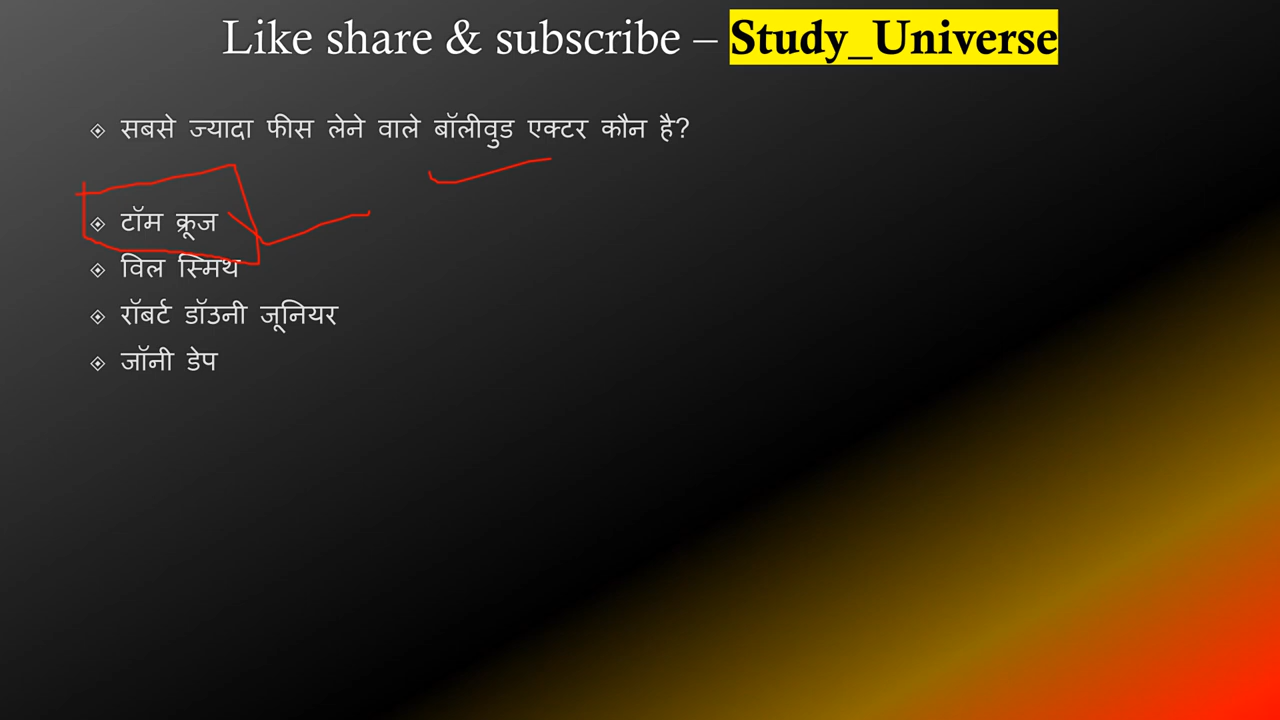 Like share & subscribe – Study_Universe
सबसे ज्यादा फीस लेने वाले बॉलीवुड एक्टर कौन है?
टॉम क्रूज
विल स्मिथ
रॉबर्ट डॉउनी जूनियर
जॉनी डेप